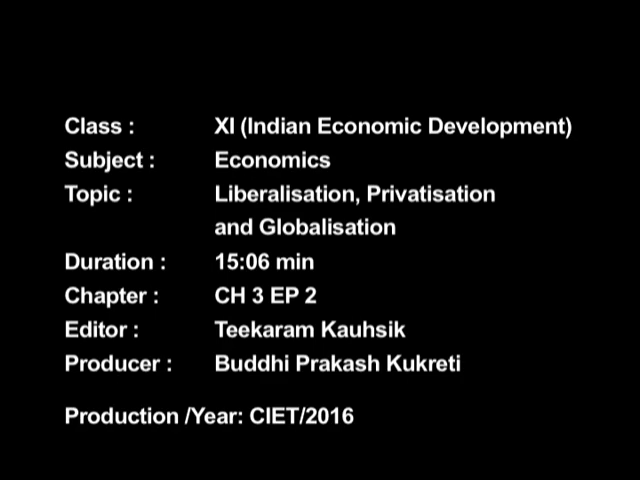 Class : XI (Indian Economic Development)
Subject : Economics
Topic : Liberalisation, Privatisation
and Globalisation
Duration : 15:06 min
Chapter : CH 3 EP 2
Editor : Teekaram Kauhsik
Producer : Buddhi Prakash Kukreti
Production /Year: CIET/2016